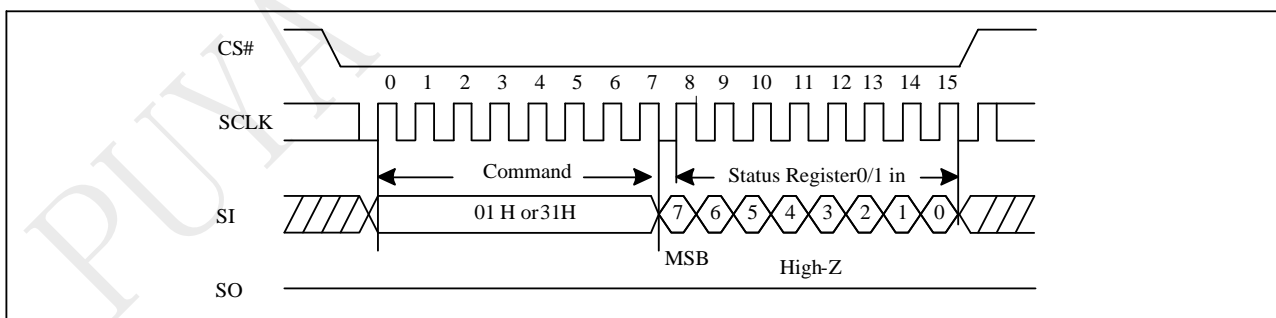 CS#
0 1 2 3 4 5 6 7 8 9 10 11 12 13 14 15
SCLK
Command
Status Register0/1 in
SI
01 H or31H
7 6 5 4 3 2 1 0
MSB
High-Z
SO
PUYA